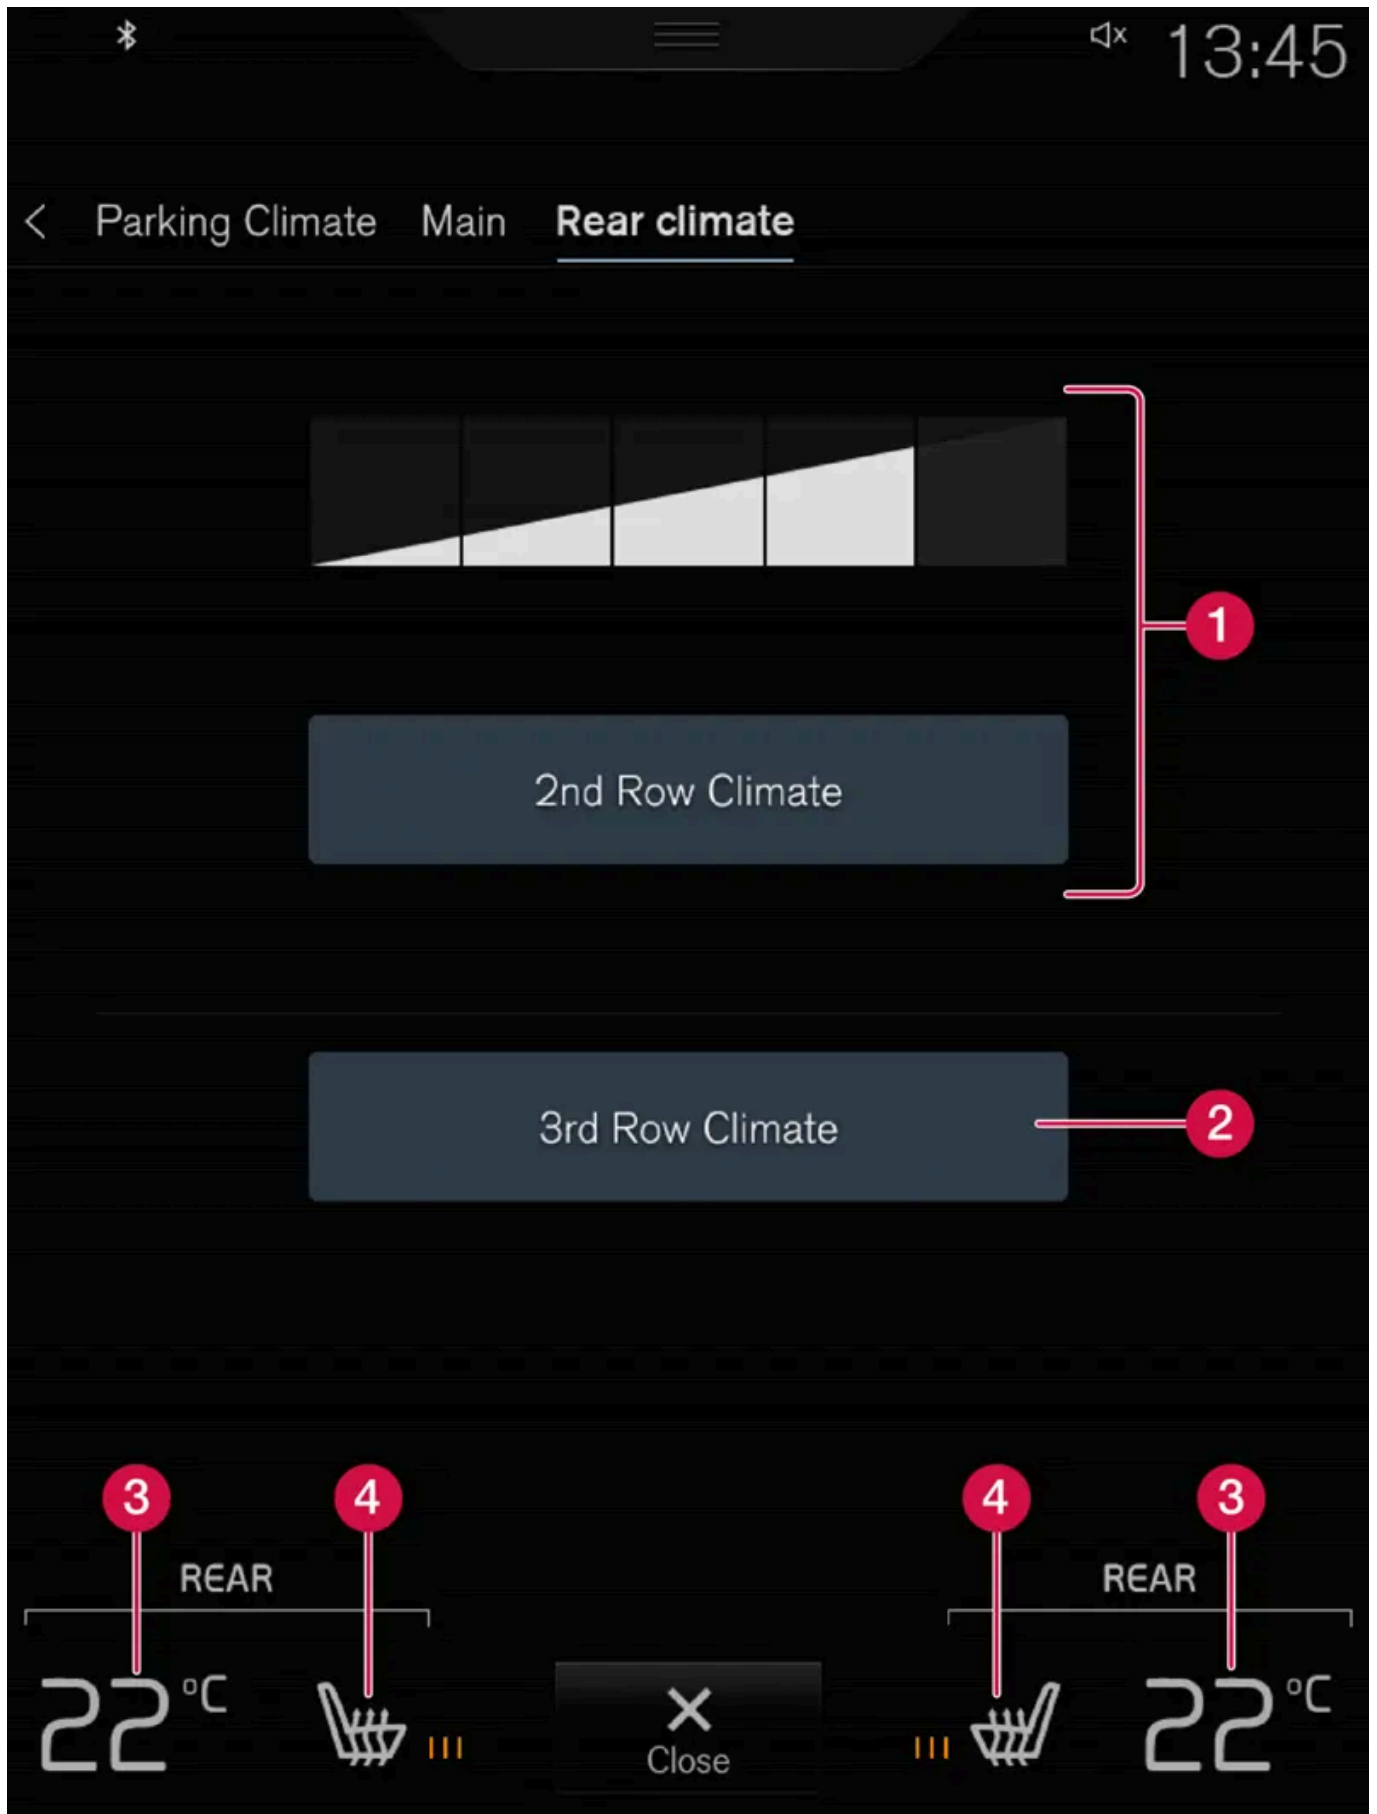 13:45
Parking Climate Main Rear climate
1
2nd Row Climate
3rd Row Climate
2
3 4 4 3
REAR REAR
22 °C 22 °C
Close